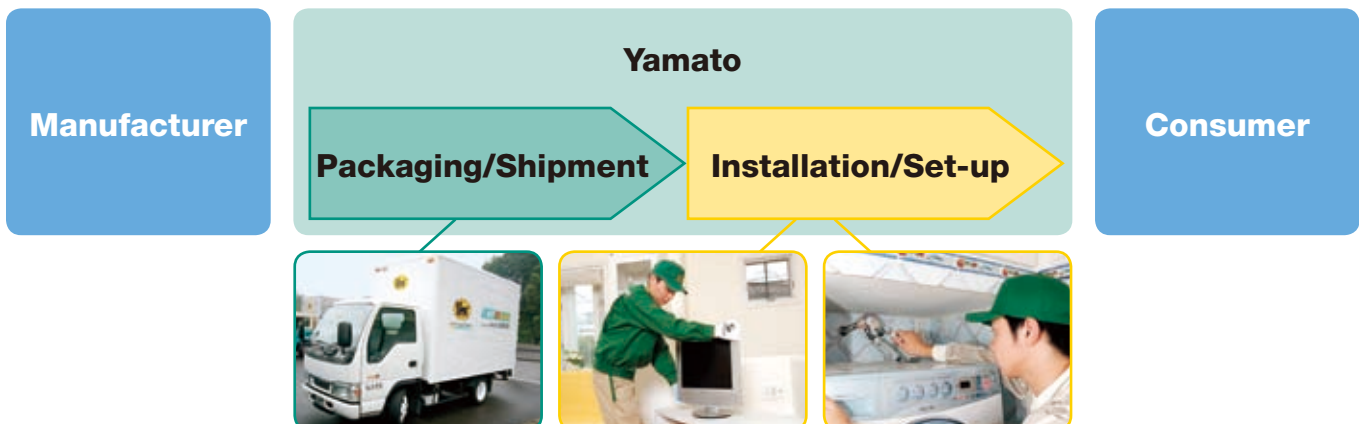 Yamato
Manufacturer
Packaging/Shipment
Installation/Set-up
Consumer